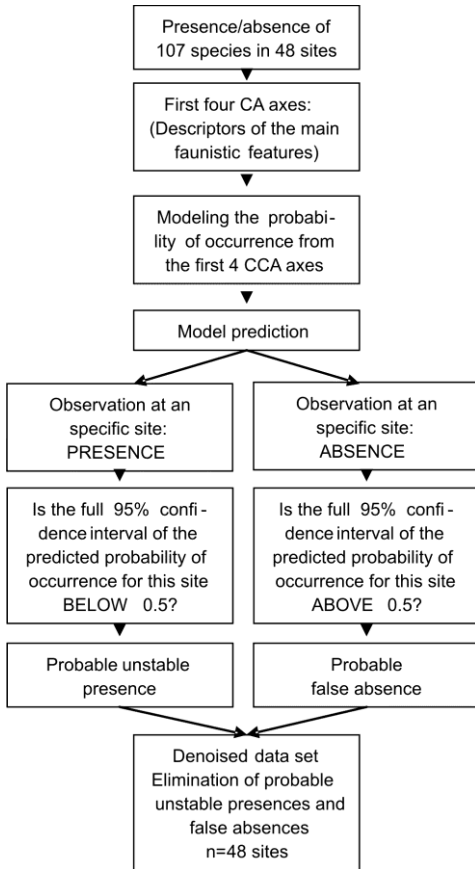 Presence/absence of
107 species in 48 sites
First four CA axes:
(Descriptors of the main
faunistic features)
Modeling the probabi-
lity of occurrence from
the first 4 CCA axes
Model prediction
Observation at an
specific site:
PRESENCE
Is the full 95% confi-
dence interval of the
predicted probability of
occurrence for this site
BELOW 0.5?
Probable unstable
presence
Observation at an
specific site:
ABSENCE
Is the full 95% confi-
dence interval of the
predicted probability of
occurrence for this site
ABOVE 0.5?
Probable
false absence
Denoised data set
Elimination of probable
unstable presences and
false absences
n=48 sites